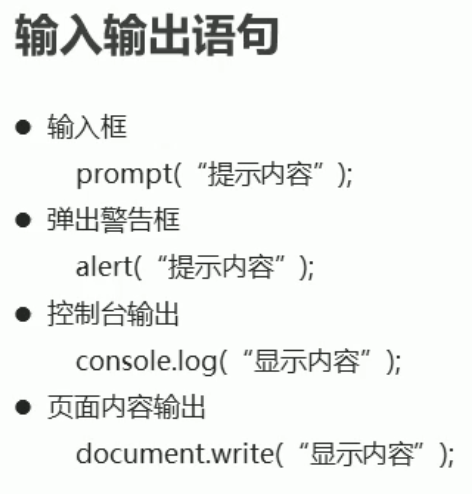 输入输出语句
● 输入框
prompt(“提示内容”);
● 弹出警告框
alert(“提示内容”);
● 控制台输出
console.log(“显示内容”);
● 页面内容输出
document.write(“显示内容”);